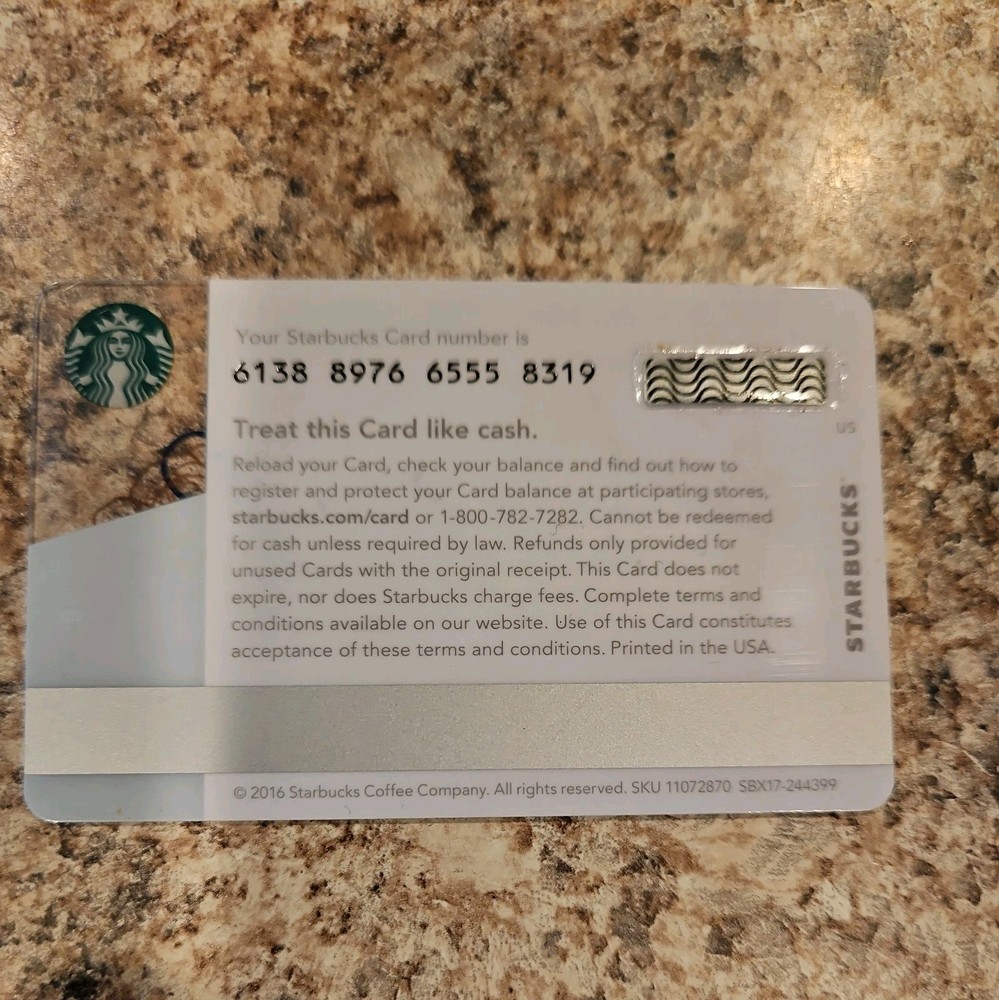 Your Starbucks Card number is
6138 8976 6555 8319
Treat this Card like cash.
US
Reload your Card, check your balance and find out how to
register and protect your Card balance at participating stores,
starbucks.com/card or 1-800-782-7282. Cannot be redeemed
for cash unless required by law. Refunds only provided for
unused Cards with the original receipt. This Card does not
expire, nor does Starbucks charge fees. Complete terms and
conditions available on our website. Use of this Card constitutes
acceptance of these terms and conditions. Printed in the USA.
STARBUCKS
© 2016 Starbucks Coffee Company. All rights reserved. SKU 11072870 SBX17-244399